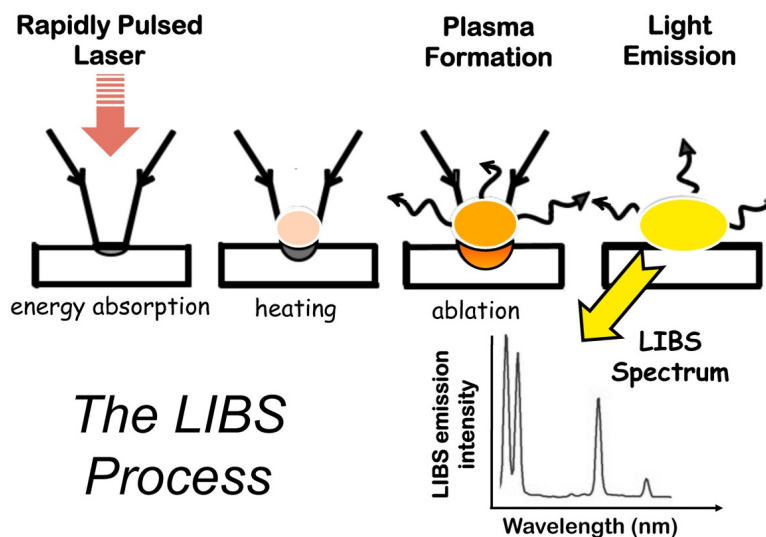 Rapidly Pulsed
Laser
Plasma
Formation
Light
Emission
energy absorption
heating
ablation
LIBS
Spectrum
The LIBS
Process
LIBS emission
intensity
Wavelength (nm)